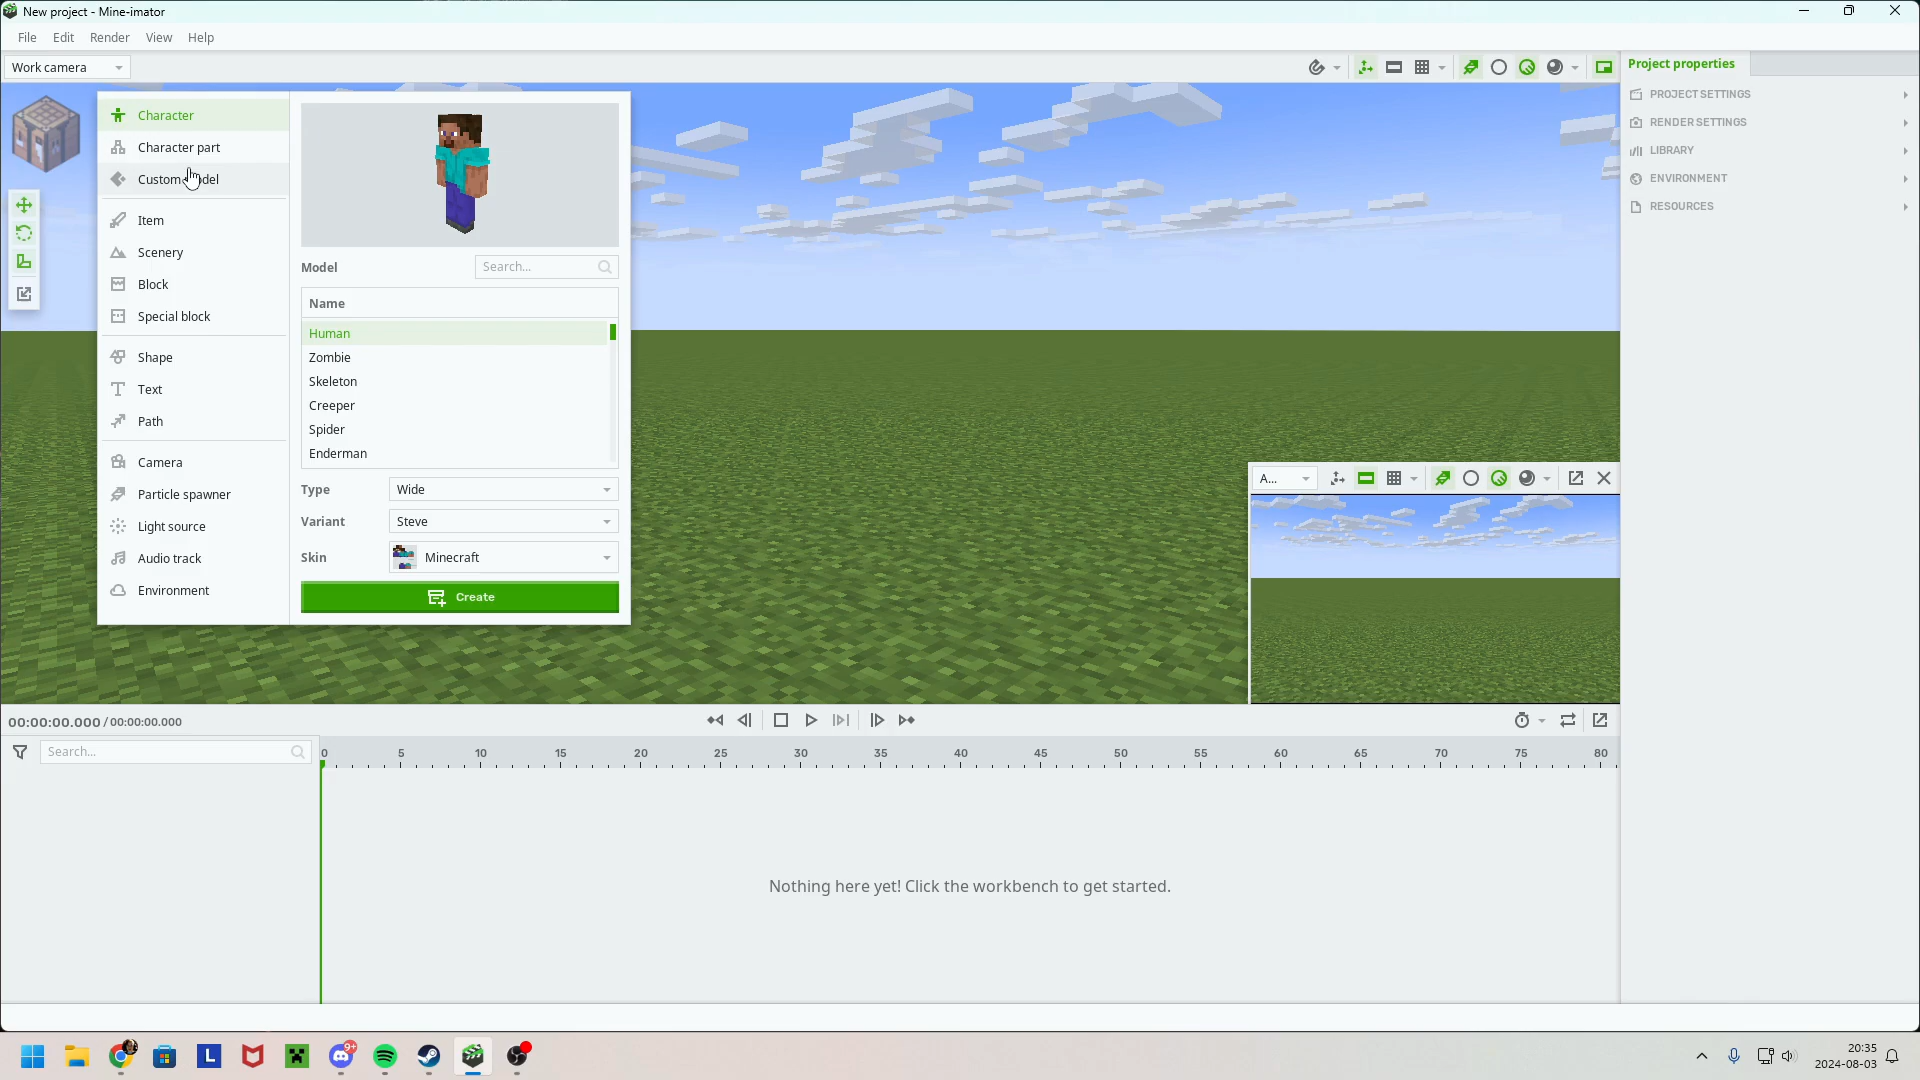 New project - Mine-imator
File Edit Render View Help
Work camera
Project properties
PROJECT SETTINGS
RENDER SETTINGS
LIBRARY
ENVIRONMENT
RESOURCES
Character
Character part
Custom model
Item
Scenery
Block
Special block
Shape
Text
Path
Camera
Particle spawner
Light source
Audio track
Environment
Model Search...
Name
Human
Zombie
Skeleton
Creeper
Spider
Enderman
Type Wide
Variant Steve
Skin Minecraft
Create
A...
00:00:00.000 / 00:00:00.000
Search...
0 5 10 15 20 25 30 35 40 45 50 55 60 65 70 75 80
Nothing here yet! Click the workbench to get started.
L
9+
20:35
2024-08-03